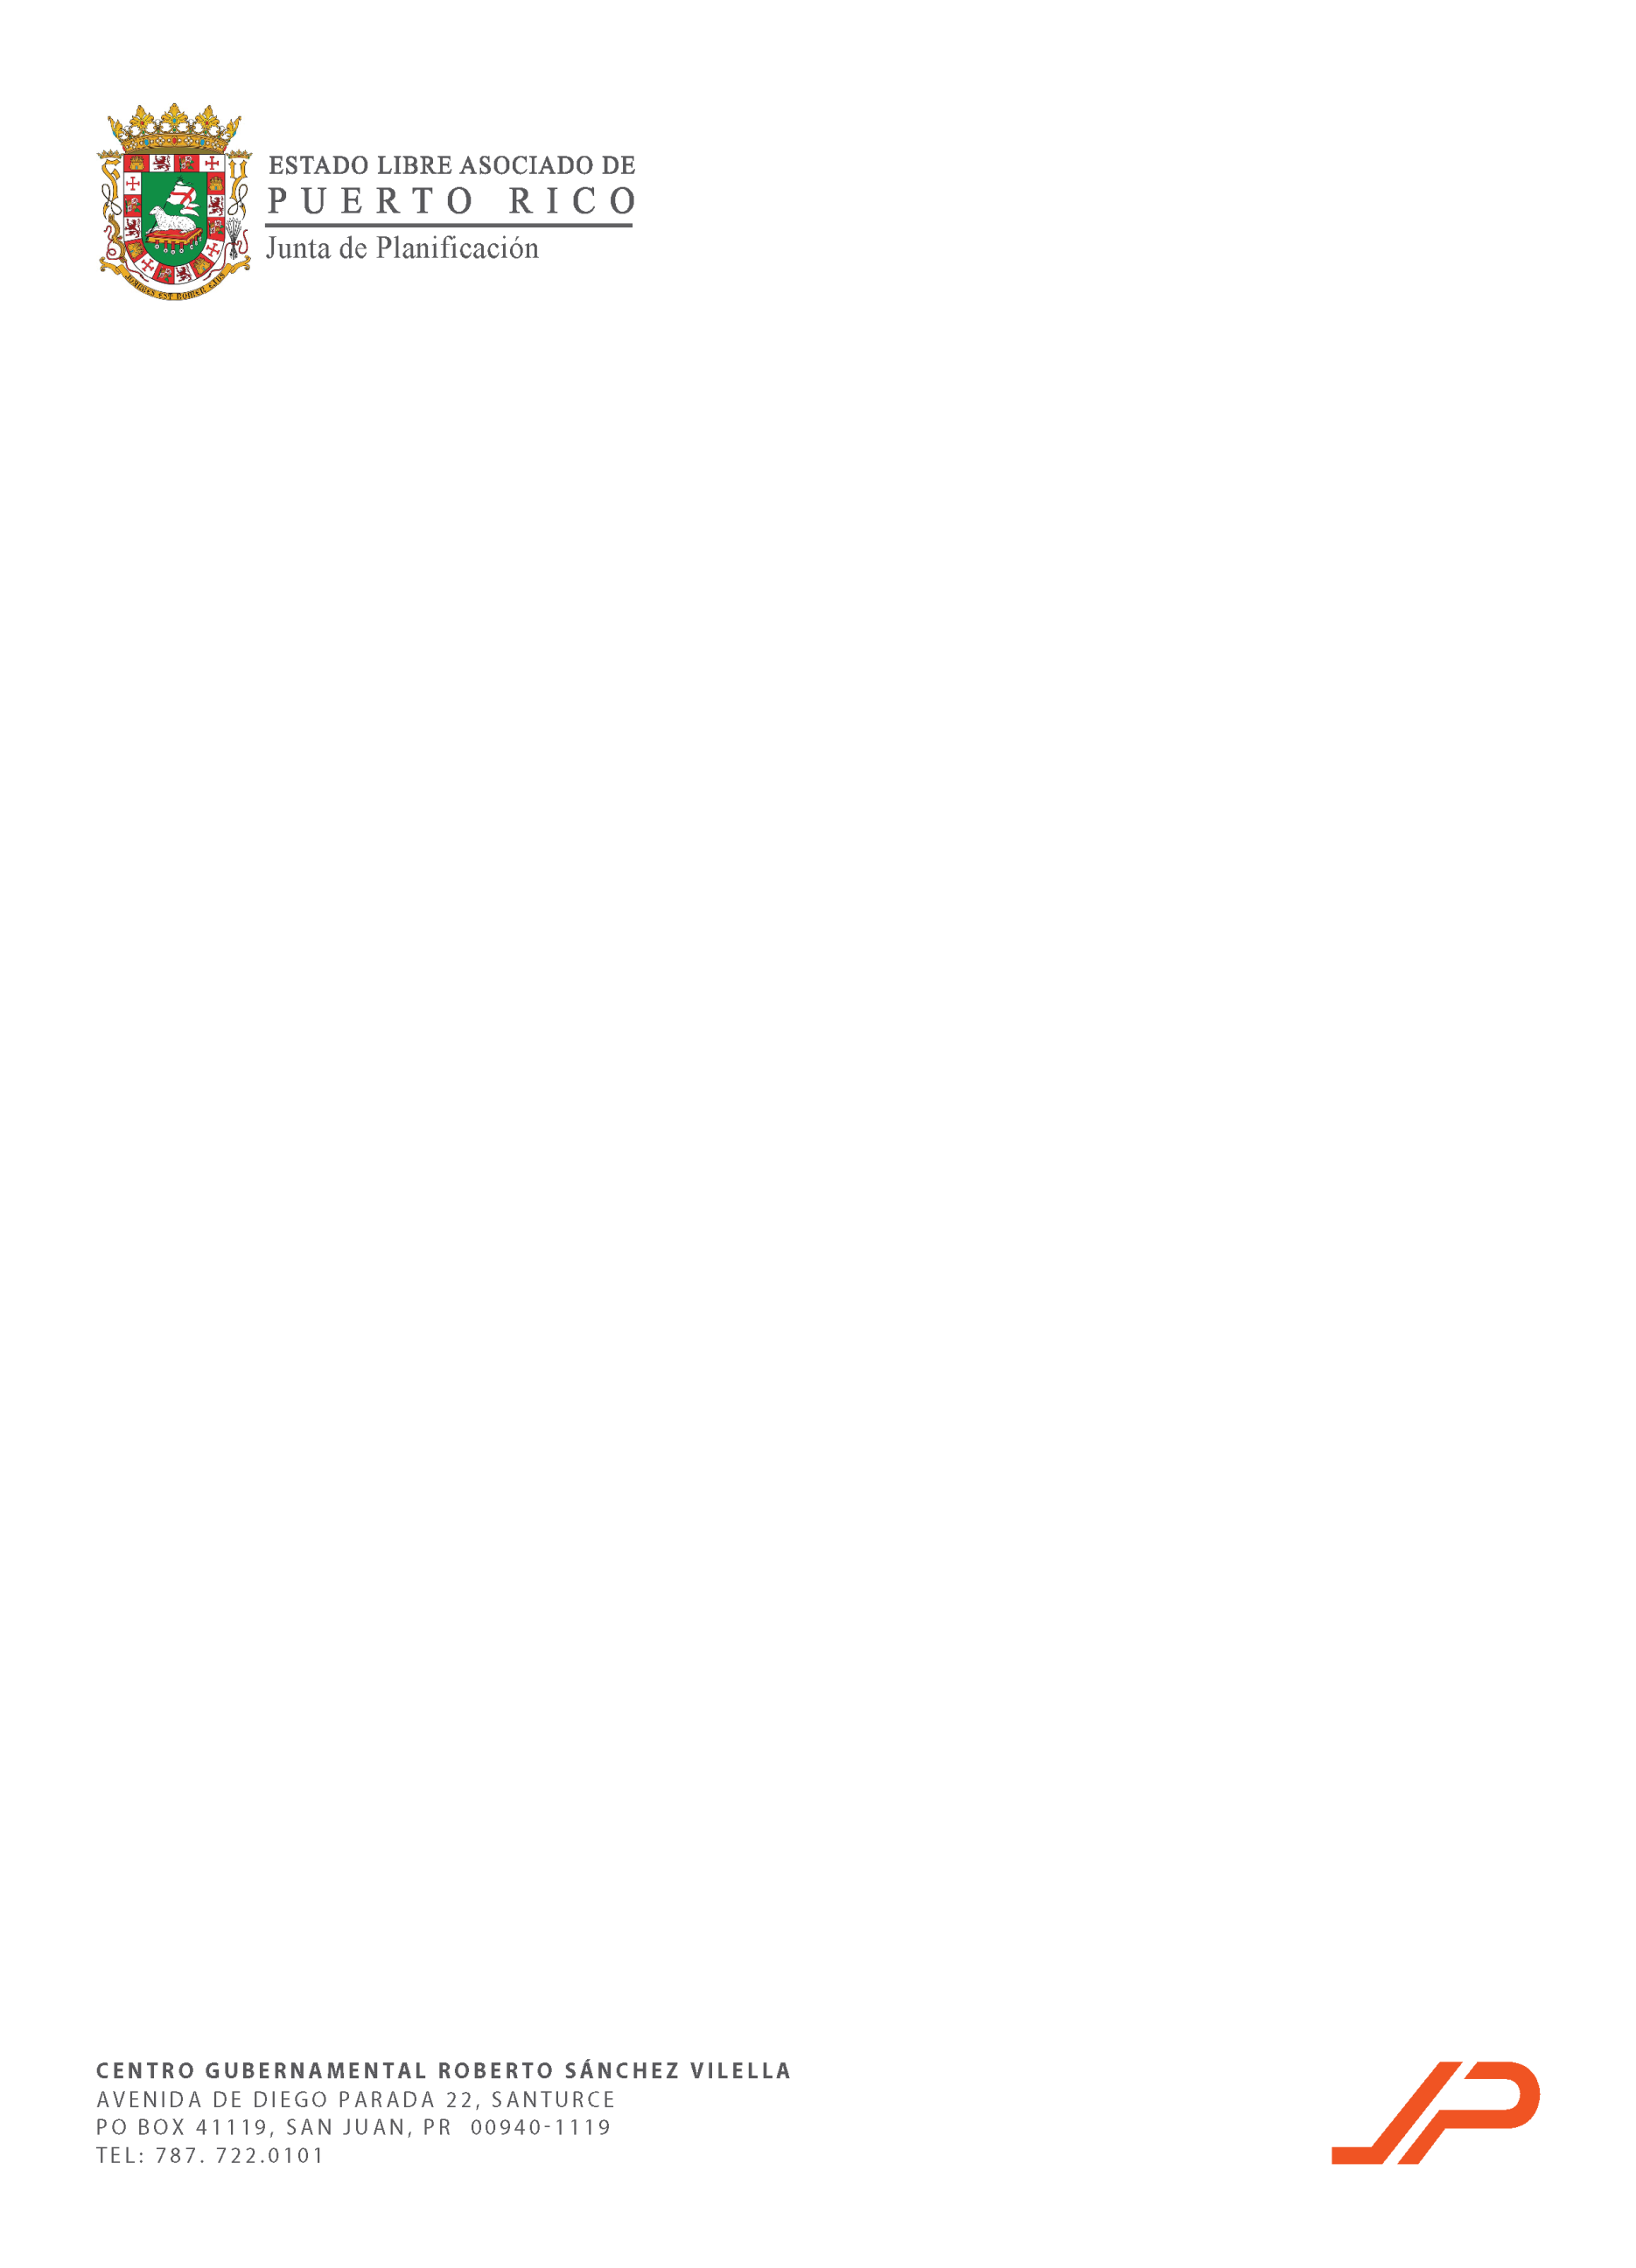 ESTADO LIBRE ASOCIADO DE
PUERTO RICO
Junta de Planificación
CENTRO GUBERNAMENTAL ROBERTO SÁNCHEZ VILELLA
AVENIDA DE DIEGO PARADA 22, SANTURCE
PO BOX 41119, SAN JUAN, PR  00940-1119
TEL: 787. 722.0101
JP